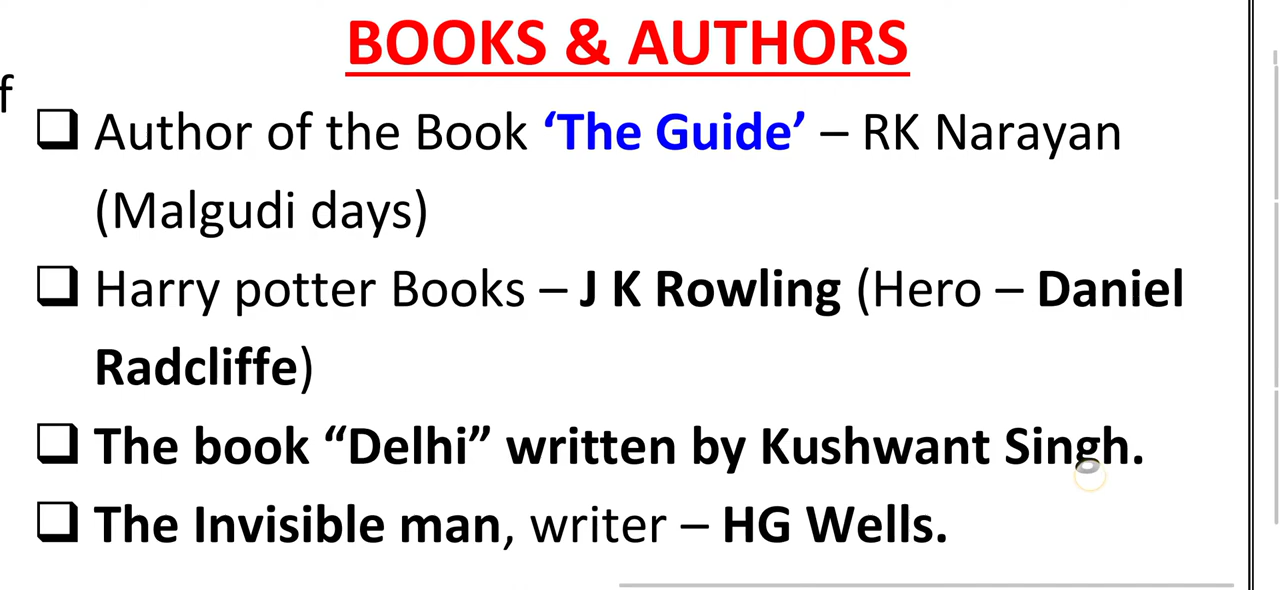 BOOKS & AUTHORS
f
❑ Author of the Book ‘The Guide’ – RK Narayan
(Malgudi days)
❑ Harry potter Books – J K Rowling (Hero – Daniel
Radcliffe)
❑ The book “Delhi” written by Kushwant Singh.
❑ The Invisible man, writer – HG Wells.